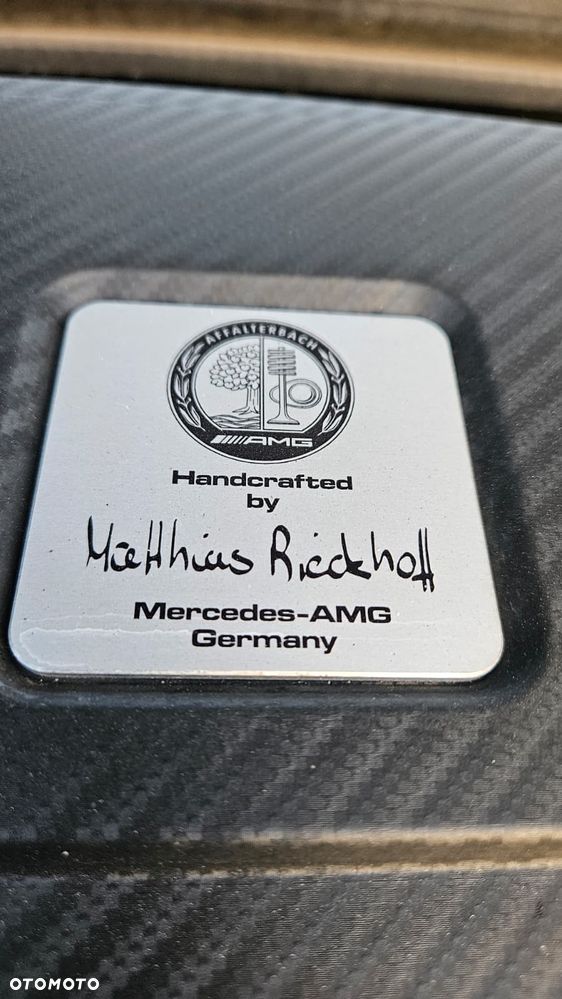 AFFALTERBACH
AMG
Handcrafted
by
Matthias Rieckhoff
Mercedes-AMG
Germany
OTOMOTO